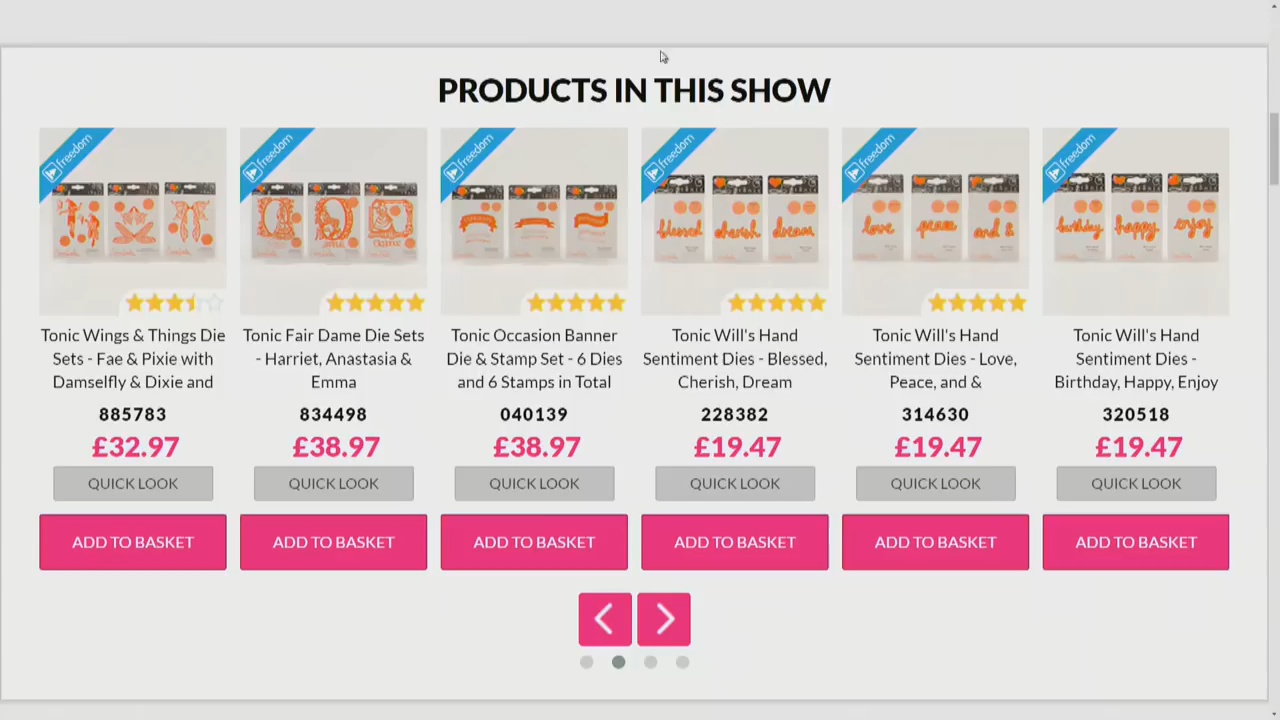 PRODUCTS IN THIS SHOW
freedom
freedom
freedom
freedom
freedom
freedom
blessed
cherish
dream
love
peace
and &
birthday
happy
enjoy
Tonic Wings & Things Die
Sets - Fae & Pixie with
Damselfly & Dixie and
885783
£32.97
QUICK LOOK
ADD TO BASKET
Tonic Fair Dame Die Sets
- Harriet, Anastasia &
Emma
834498
£38.97
QUICK LOOK
ADD TO BASKET
Tonic Occasion Banner
Die & Stamp Set - 6 Dies
and 6 Stamps in Total
040139
£38.97
QUICK LOOK
ADD TO BASKET
Tonic Will's Hand
Sentiment Dies - Blessed,
Cherish, Dream
228382
£19.47
QUICK LOOK
ADD TO BASKET
Tonic Will's Hand
Sentiment Dies - Love,
Peace, and &
314630
£19.47
QUICK LOOK
ADD TO BASKET
Tonic Will's Hand
Sentiment Dies -
Birthday, Happy, Enjoy
320518
£19.47
QUICK LOOK
ADD TO BASKET